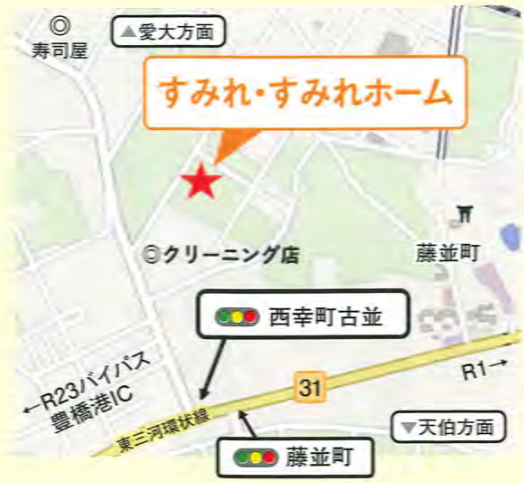 ◎
寿司屋
▲愛大方面
すみれ・すみれホーム
◎クリーニング店
藤並町
西幸町古並
←R23バイパス
豊橋港IC
31
R1→
東三河環状線
▼天伯方面
藤並町